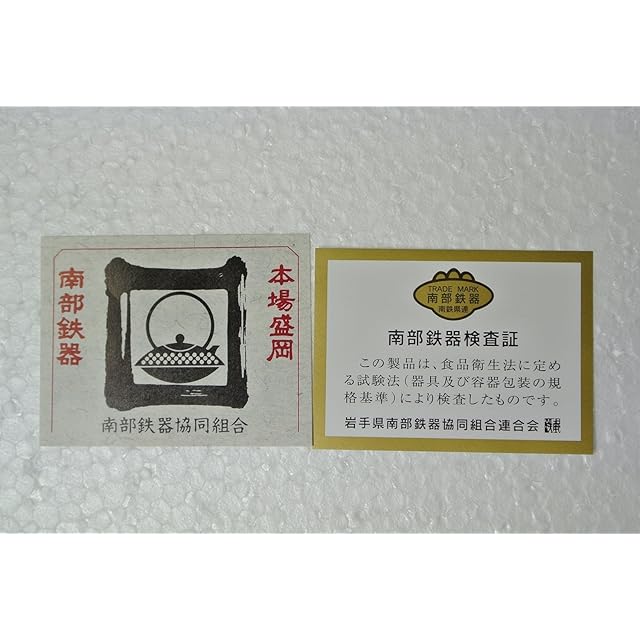 本場盛岡
南部鉄器
南部鉄器協同組合
TRADE MARK
南部鉄器
南鉄県連
南部鉄器検査証
この製品は、食品衛生法に定め
る試験法(器具及び容器包装の規
格基準)により検査したものです。
岩手県南部鉄器協同組合連合会